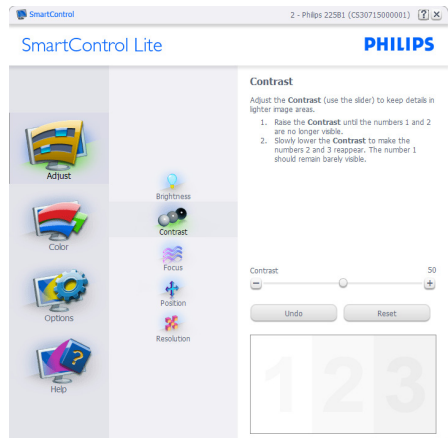 SmartControl
2 - Philips 225B1 (CS30715000001)
SmartControl Lite
PHILIPS
Adjust
Color
Options
Help
Brightness
Contrast
Focus
Position
Resolution
Contrast
Adjust the Contrast (use the slider) to keep details in
lighter image areas.
1. Raise the Contrast until the numbers 1 and 2
are no longer visible.
2. Slowly lower the Contrast to make the
numbers 2 and 3 reappear. The number 1
should remain barely visible.
Contrast 50
Undo Reset
1 2 3